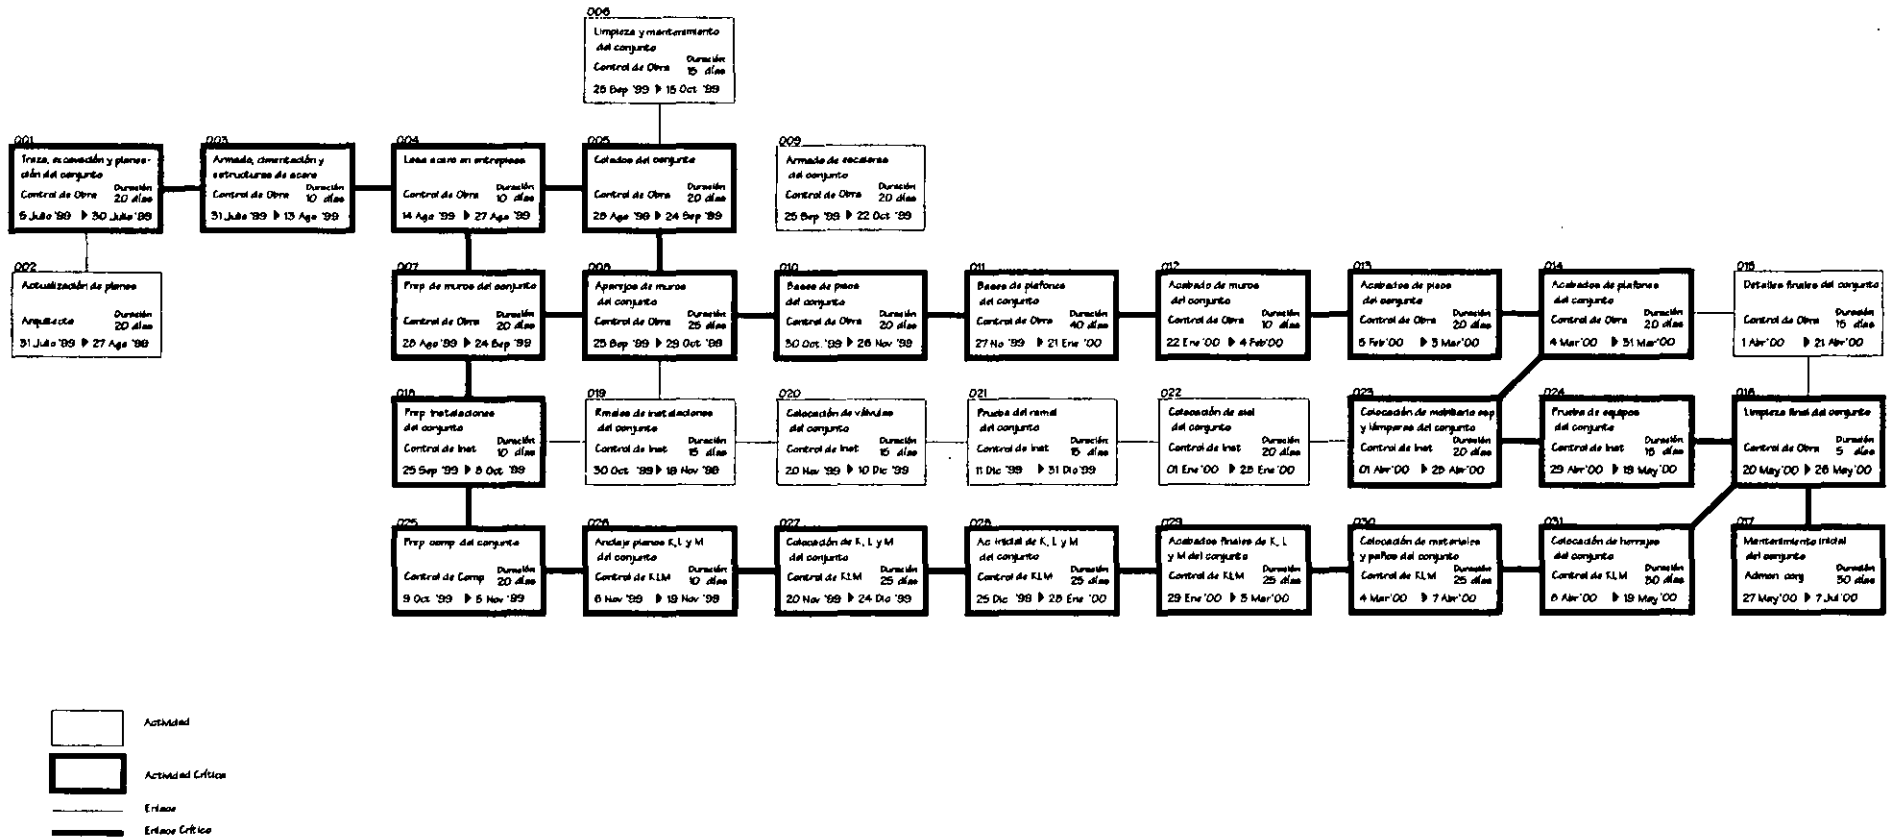 006
Limpieza y mantenimiento
del conjunto
Control de Obra
Duración
15 días
25 Sep '99 ▶ 15 Oct '99
001
Trazo, excavación y planea-
ción del conjunto
Control de Obra
Duración
20 días
5 Julio '99 ▶ 30 Julio '99
003
Armado, cimentación y
estructuras de acero
Control de Obra
Duración
10 días
31 Julio '99 ▶ 13 Ago '99
004
Losa acero en entrepisos
Control de Obra
Duración
10 días
14 Ago '99 ▶ 27 Ago '99
005
Colados del conjunto
Control de Obra
Duración
20 días
28 Ago '99 ▶ 24 Sep '99
009
Armado de escaleras
del conjunto
Control de Obra
Duración
20 días
25 Sep '99 ▶ 22 Oct '99
002
Actualización de planos
Arquitecto
Duración
20 días
31 Julio '99 ▶ 27 Ago '99
007
Prep de muros del conjunto
Control de Obra
Duración
20 días
28 Ago '99 ▶ 24 Sep '99
008
Aparejos de muros
del conjunto
Control de Obra
Duración
25 días
25 Sep '99 ▶ 29 Oct '99
010
Bases de pisos
del conjunto
Control de Obra
Duración
20 días
30 Oct. '99 ▶ 26 Nov '99
011
Bases de plafones
del conjunto
Control de Obra
Duración
40 días
27 No '99 ▶ 21 Ene '00
012
Acabado de muros
del conjunto
Control de Obra
Duración
10 días
22 Ene '00 ▶ 4 Feb '00
013
Acabados de pisos
del conjunto
Control de Obra
Duración
20 días
5 Feb '00 ▶ 3 Mar '00
014
Acabados de plafones
del conjunto
Control de Obra
Duración
20 días
4 Mar '00 ▶ 31 Mar '00
015
Detalles finales del conjunto
Control de Obra
Duración
15 días
1 Abr '00 ▶ 21 Abr '00
018
Prep instalaciones
del conjunto
Control de Inst
Duración
10 días
25 Sep '99 ▶ 8 Oct '99
019
Rmales de instalaciones
del conjunto
Control de Inst
Duración
15 días
30 Oct '99 ▶ 19 Nov '99
020
Colocación de válvulas
del conjunto
Control de Inst
Duración
15 días
20 Nov '99 ▶ 10 Dic '99
021
Prueba del ramal
del conjunto
Control de Inst
Duración
15 días
11 Dic '99 ▶ 31 Dic '99
022
Colocación de aisl
del conjunto
Control de Inst
Duración
20 días
01 Ene '00 ▶ 28 Ene '00
023
Colocación de mobiliario esp
y lámparas del conjunto
Control de Inst
Duración
20 días
01 Abr '00 ▶ 28 Abr '00
024
Prueba de equipos
del conjunto
Control de Inst
Duración
15 días
29 Abr '00 ▶ 19 May '00
016
Limpieza final del conjunto
Control de Obra
Duración
5 días
20 May '00 ▶ 26 May '00
025
Prep comp del conjunto
Control de Comp
Duración
20 días
9 Oct '99 ▶ 5 Nov '99
026
Anclaje planos K, L y M
del conjunto
Control de KLM
Duración
10 días
6 Nov '99 ▶ 19 Nov '99
027
Colocación de K, L y M
del conjunto
Control de KLM
Duración
25 días
20 Nov '99 ▶ 24 Dic '99
028
Ac inicial de K, L y M
del conjunto
Control de KLM
Duración
25 días
25 Dic '99 ▶ 28 Ene '00
029
Acabados finales de K, L
y M del conjunto
Control de KLM
Duración
25 días
29 Ene '00 ▶ 3 Mar '00
030
Colocación de materiales
y paños del conjunto
Control de KLM
Duración
25 días
4 Mar '00 ▶ 7 Abr '00
031
Colocación de herrajes
del conjunto
Control de KLM
Duración
30 días
8 Abr '00 ▶ 19 May '00
017
Mantenimiento inicial
del conjunto
Admon conj
Duración
30 días
27 May '00 ▶ 7 Jul '00
Actividad
Actividad Crítica
Enlace
Enlace Crítico